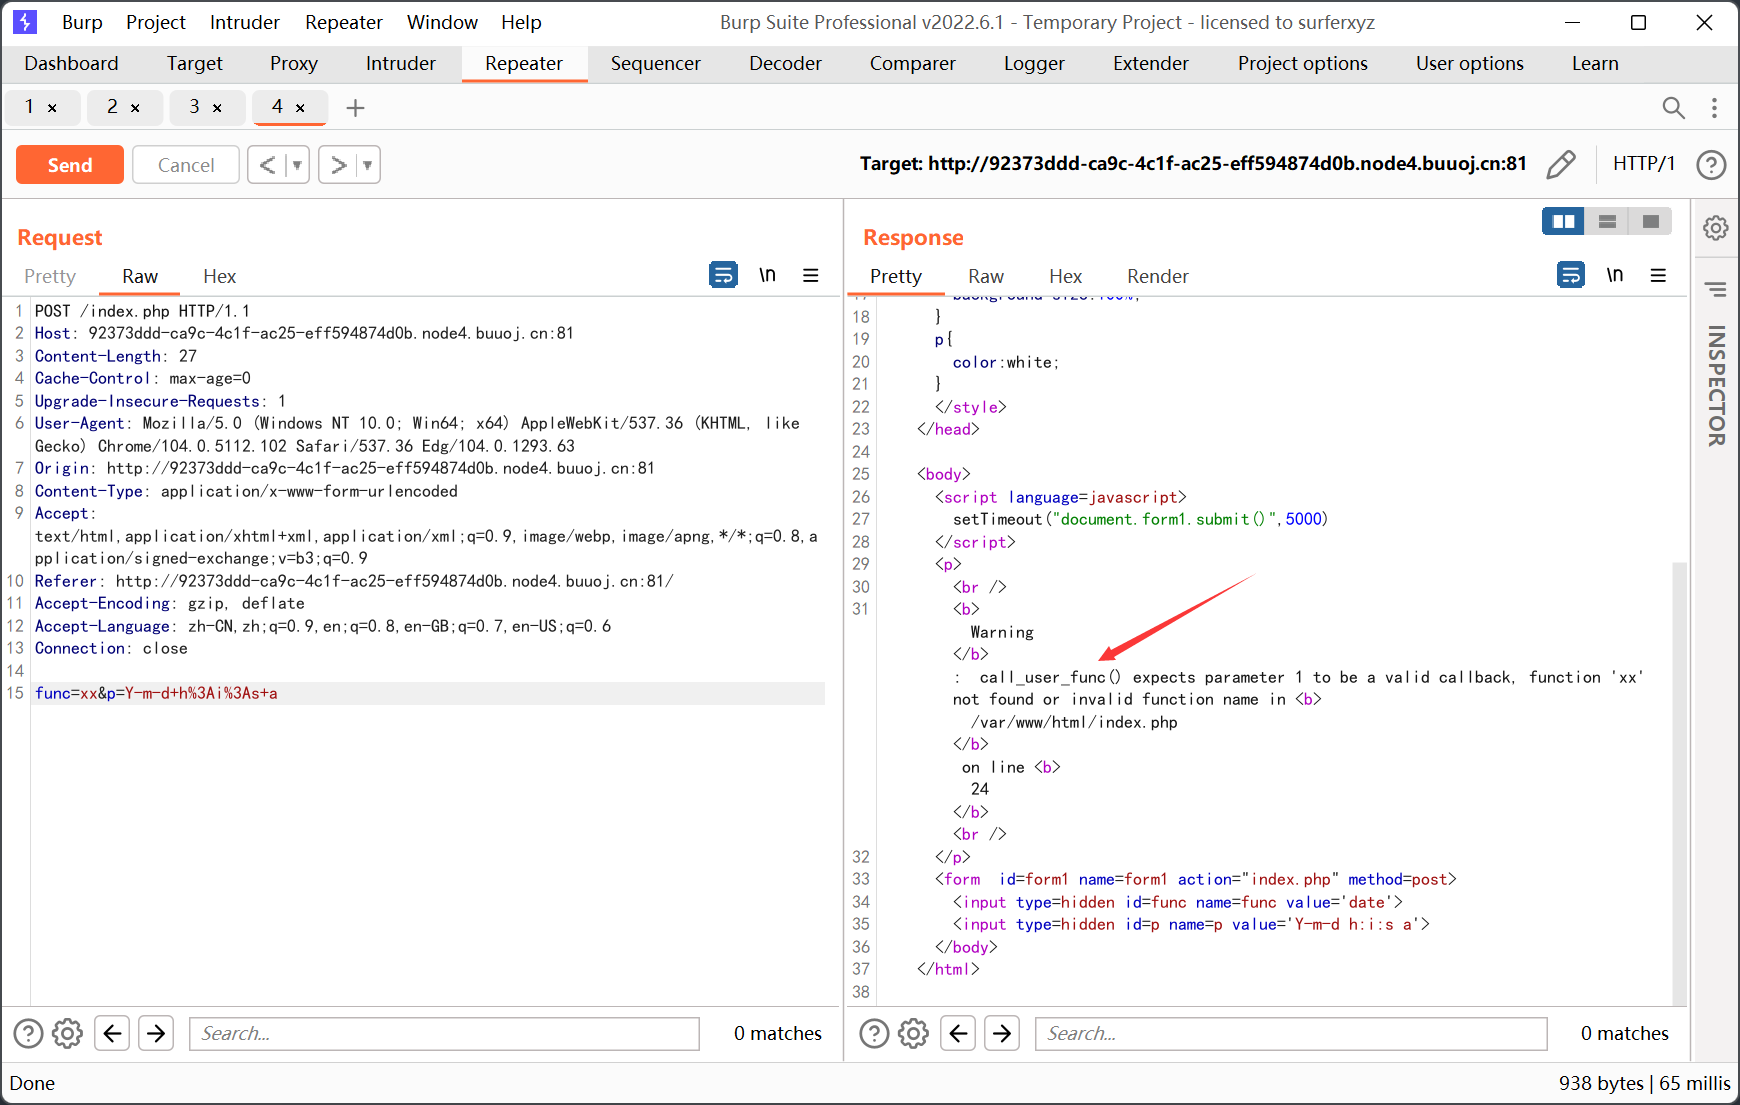 Burp Project Intruder Repeater Window Help Burp Suite Professional v2022.6.1 - Temporary Project - licensed to surferxyz
Dashboard Target Proxy Intruder Repeater Sequencer Decoder Comparer Logger Extender Project options User options Learn
1 × 2 × 3 × 4 × +
Send Cancel < > Target: http://92373ddd-ca9c-4c1f-ac25-eff594874d0b.node4.buuoj.cn:81 HTTP/1 ?
Request
Pretty Raw Hex \n
1 POST /index.php HTTP/1.1
2 Host: 92373ddd-ca9c-4c1f-ac25-eff594874d0b.node4.buuoj.cn:81
3 Content-Length: 27
4 Cache-Control: max-age=0
5 Upgrade-Insecure-Requests: 1
6 User-Agent: Mozilla/5.0 (Windows NT 10.0; Win64; x64) AppleWebKit/537.36 (KHTML, like
Gecko) Chrome/104.0.5112.102 Safari/537.36 Edg/104.0.1293.63
7 Origin: http://92373ddd-ca9c-4c1f-ac25-eff594874d0b.node4.buuoj.cn:81
8 Content-Type: application/x-www-form-urlencoded
9 Accept:
text/html,application/xhtml+xml,application/xml;q=0.9,image/webp,image/apng,*/*;q=0.8,a
pplication/signed-exchange;v=b3;q=0.9
10 Referer: http://92373ddd-ca9c-4c1f-ac25-eff594874d0b.node4.buuoj.cn:81/
11 Accept-Encoding: gzip, deflate
12 Accept-Language: zh-CN,zh;q=0.9,en;q=0.8,en-GB;q=0.7,en-US;q=0.6
13 Connection: close
14
15 func=xx&p=Y-m-d+h%3Ai%3As+a
? Search... 0 matches
Response
Pretty Raw Hex Render \n
17 background-size:100%;
18 }
19 p{
20 color:white;
21 }
22 </style>
23 </head>
24
25 <body>
26 <script language=javascript>
27 setTimeout("document.form1.submit()",5000)
28 </script>
29 <p>
30 <br />
31 <b>
Warning
</b>
: call_user_func() expects parameter 1 to be a valid callback, function 'xx'
not found or invalid function name in <b>
/var/www/html/index.php
</b>
on line <b>
24
</b>
<br />
32 </p>
33 <form id=form1 name=form1 action="index.php" method=post>
34 <input type=hidden id=func name=func value='date'>
35 <input type=hidden id=p name=p value='Y-m-d h:i:s a'>
36 </body>
37 </html>
38
? Search... 0 matches
INSPECTOR
Done 938 bytes | 65 millis